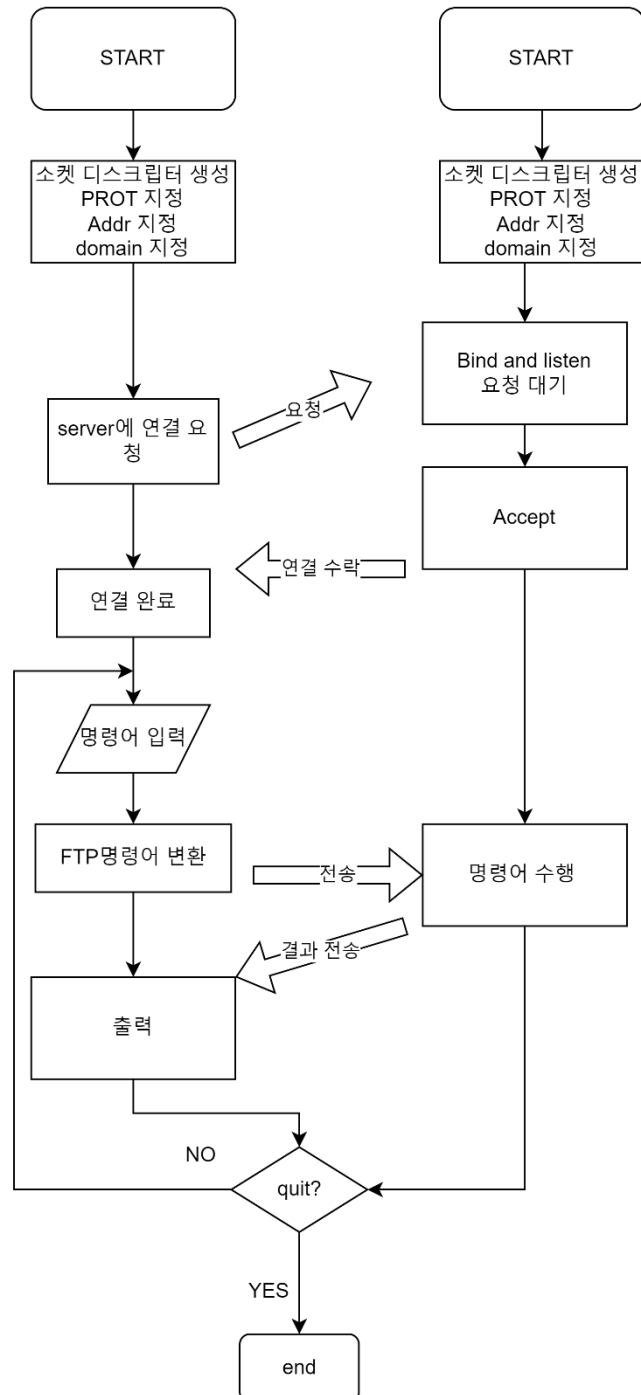 START
START
소켓 디스크립터 생성
PROT 지정
Addr 지정
domain 지정
소켓 디스크립터 생성
PROT 지정
Addr 지정
domain 지정
Bind and listen
요청 대기
server에 연결 요
청
요청
Accept
연결 수락
연결 완료
명령어 입력
FTP명령어 변환
전송
명령어 수행
결과 전송
출력
NO
quit?
YES
end